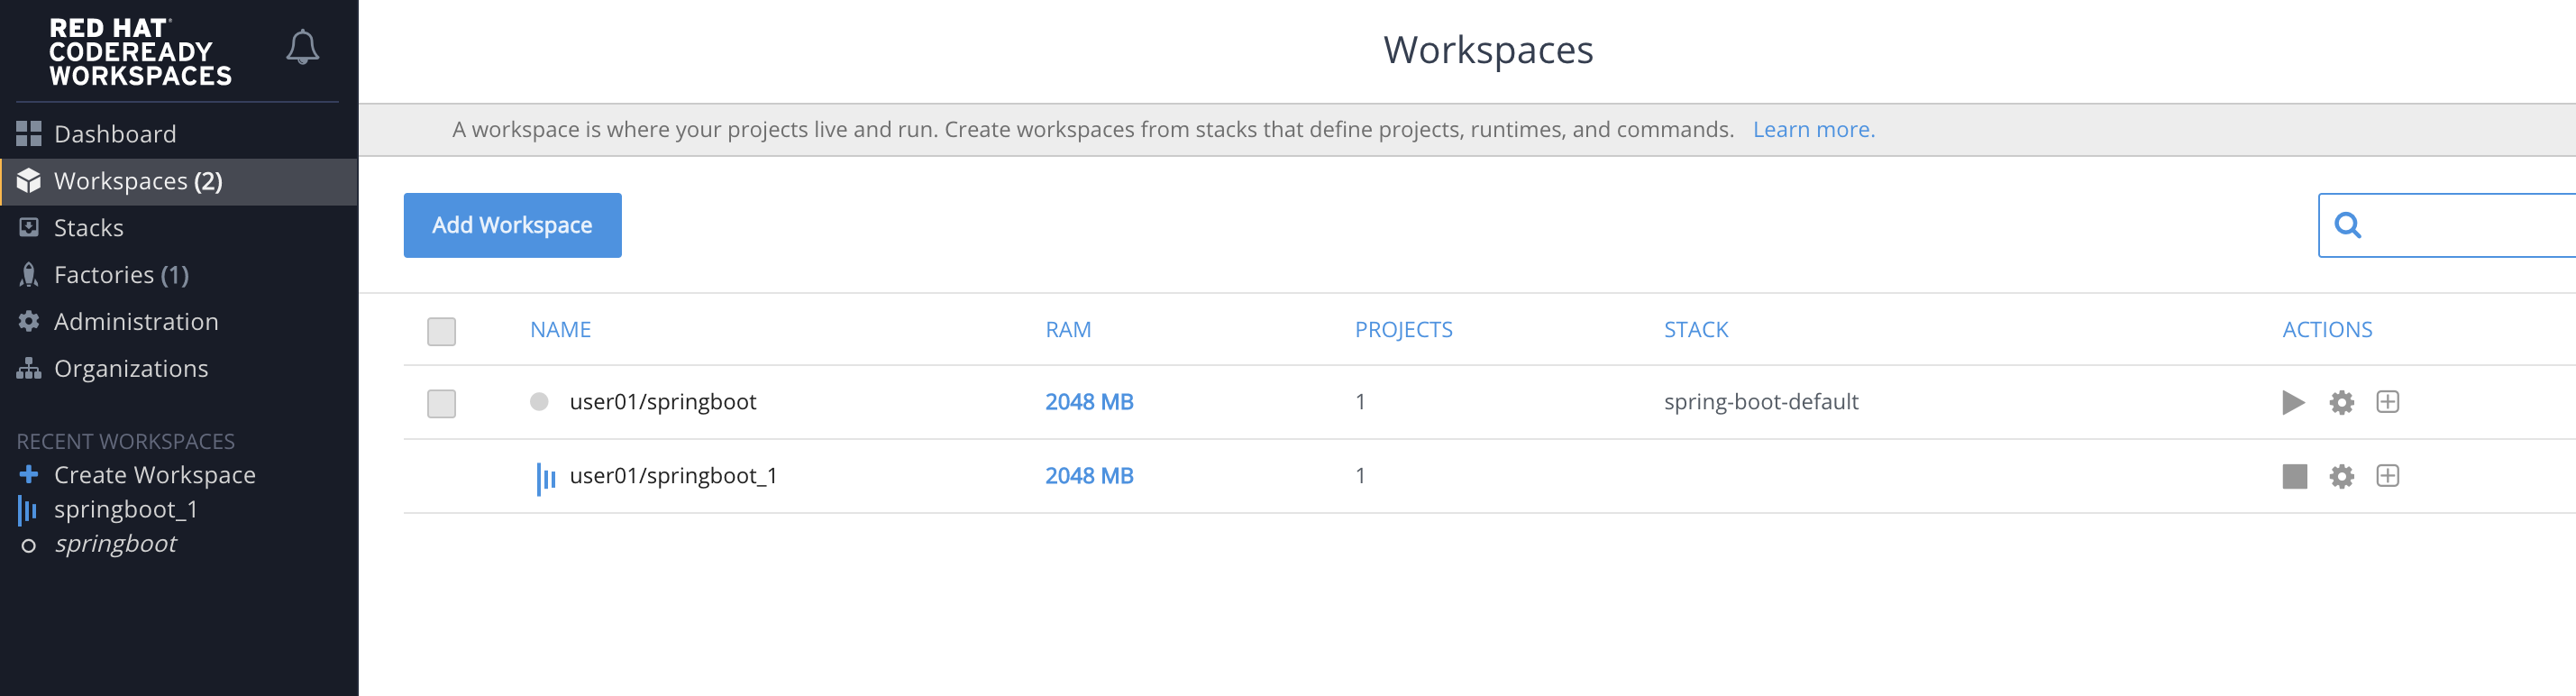 RED HAT
CODEREADY
WORKSPACES
Dashboard
Workspaces (2)
Stacks
Factories (1)
Administration
Organizations
RECENT WORKSPACES
Create Workspace
springboot_1
springboot
Workspaces
A workspace is where your projects live and run. Create workspaces from stacks that define projects, runtimes, and commands. Learn more.
Add Workspace
NAME RAM PROJECTS STACK ACTIONS
user01/springboot 2048 MB 1 spring-boot-default
user01/springboot_1 2048 MB 1